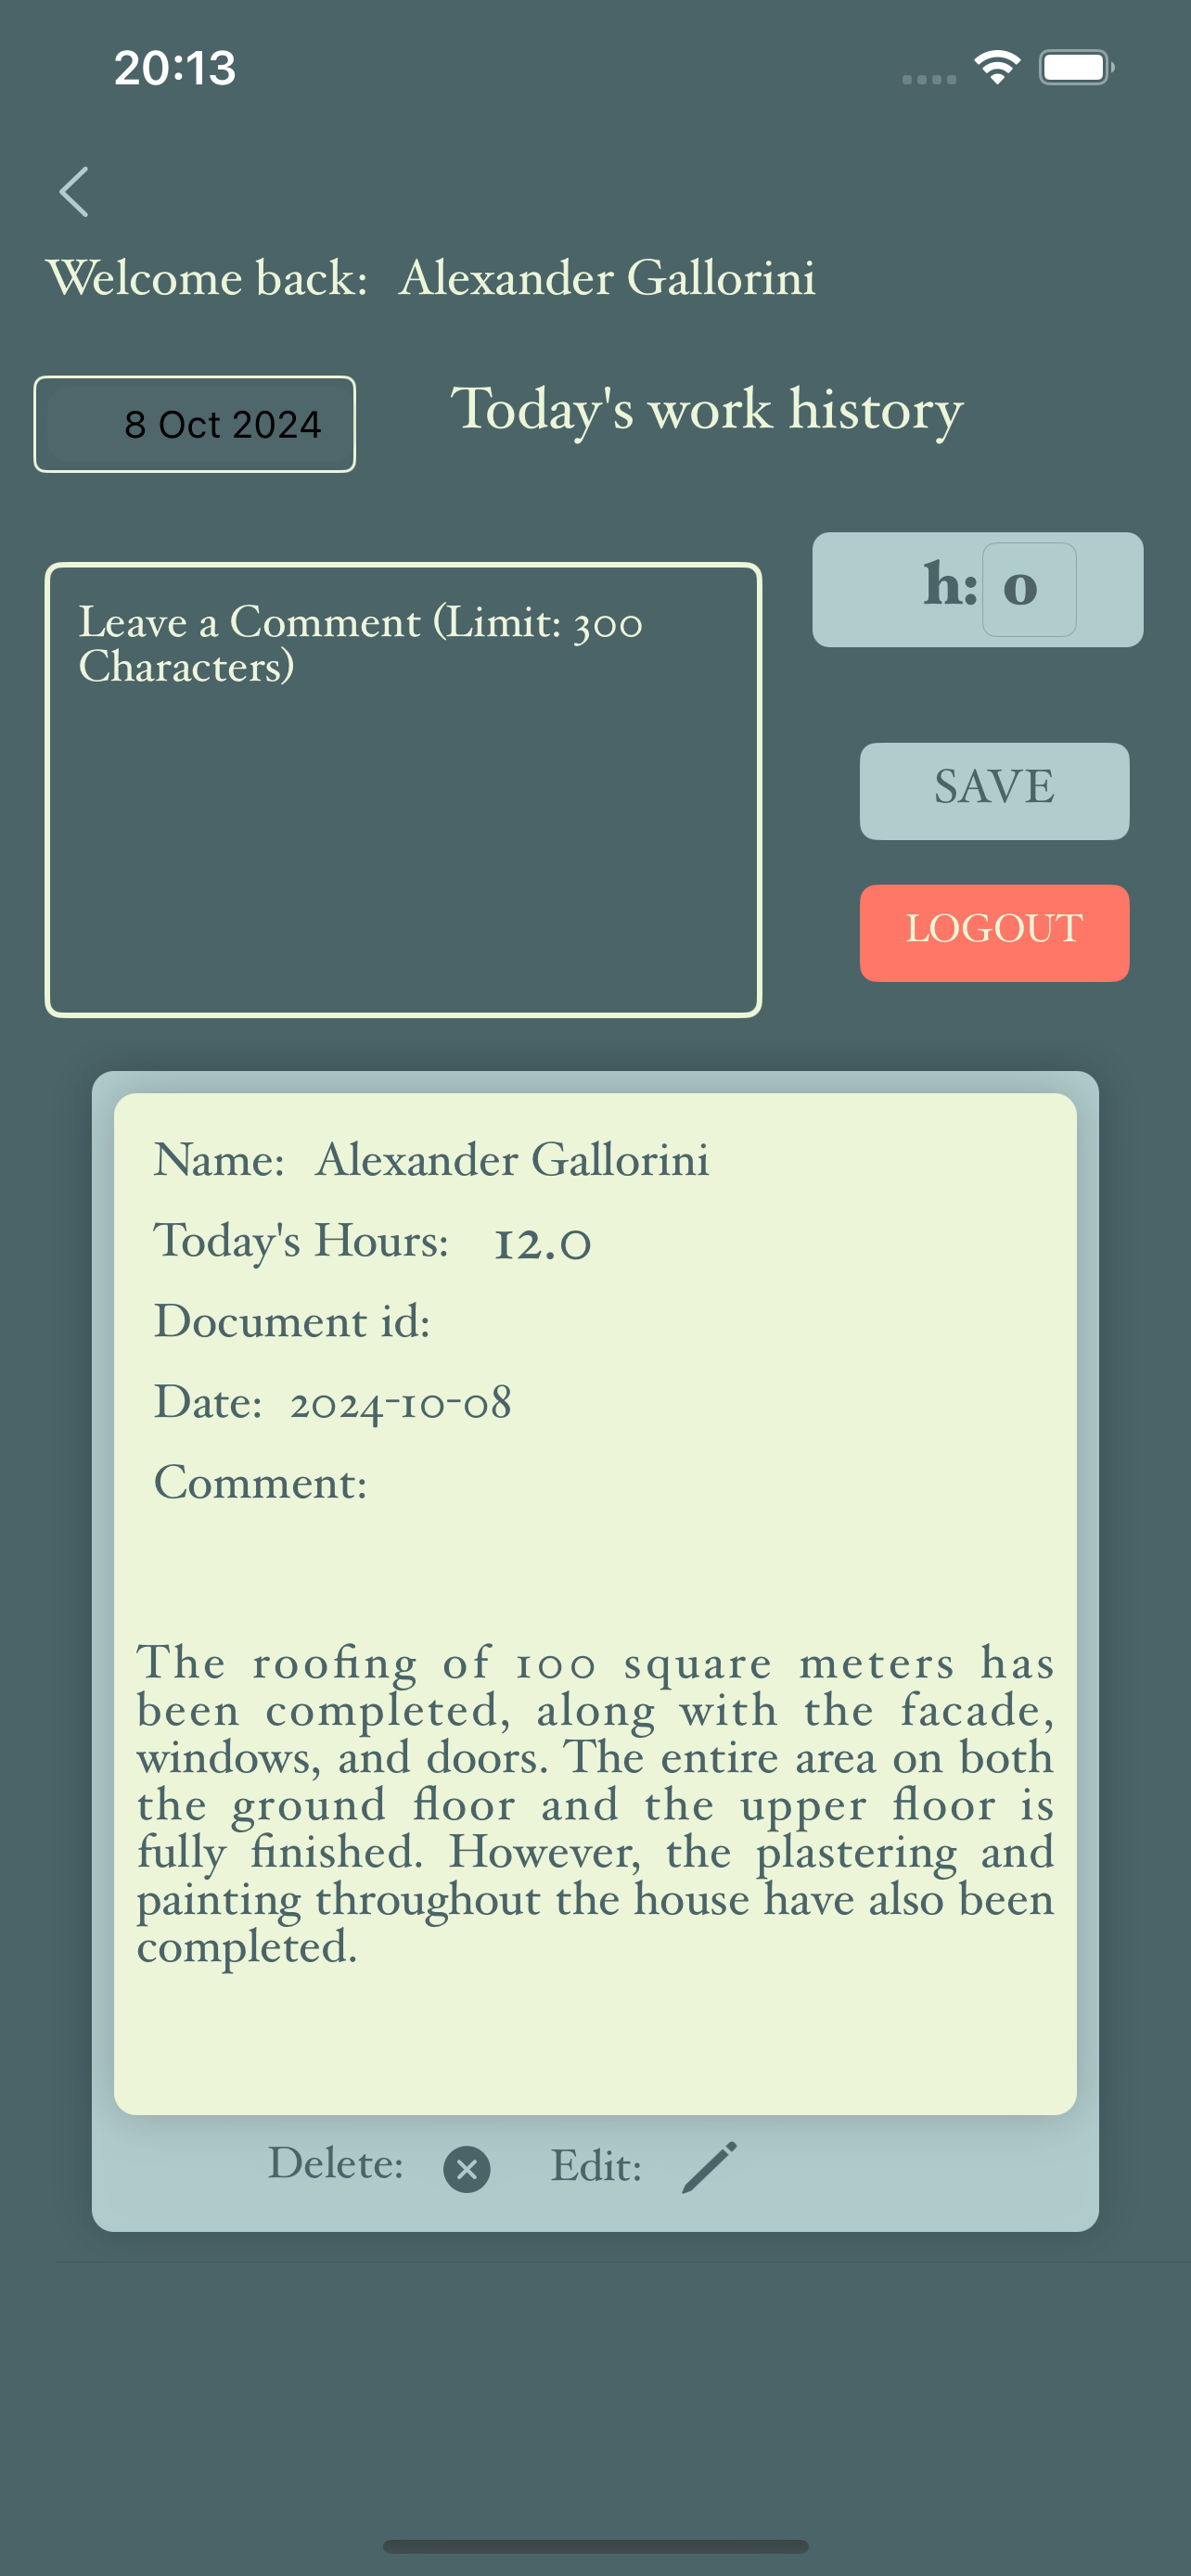 20:13
Welcome back: Alexander Gallorini
8 Oct 2024
Today's work history
h: 0
Leave a Comment (Limit: 300
Characters)
SAVE
LOGOUT
Name: Alexander Gallorini
Today's Hours: 12.0
Document id:
Date: 2024-10-08
Comment:
The roofing of 100 square meters has
been completed, along with the facade,
windows, and doors. The entire area on both
the ground floor and the upper floor is
fully finished. However, the plastering and
painting throughout the house have also been
completed.
Delete: Edit: